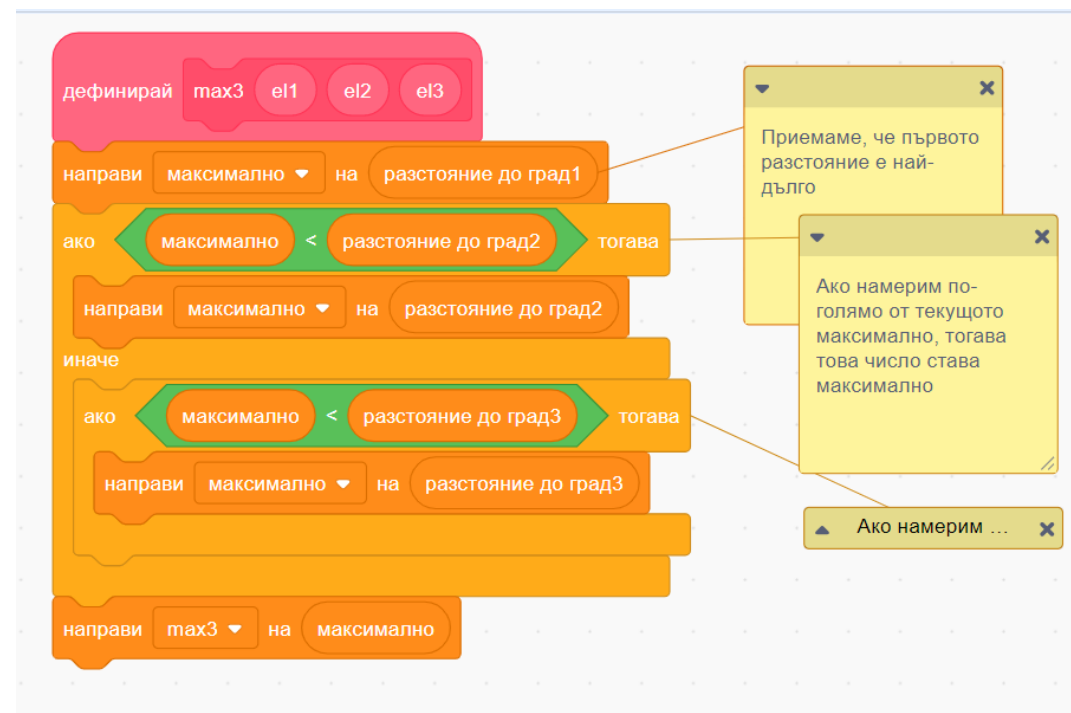 дефинирай max3 el1 el2 el3
направи максимално на разстояние до град1
ако максимално < разстояние до град2 тогава
направи максимално на разстояние до град2
иначе
ако максимално < разстояние до град3 тогава
направи максимално на разстояние до град3
направи max3 на максимално
Приемаме, че първото
разстояние е най-
дълго
Ако намерим по-
голямо от текущото
максимално, тогава
това число става
максимално
Ако намерим ...